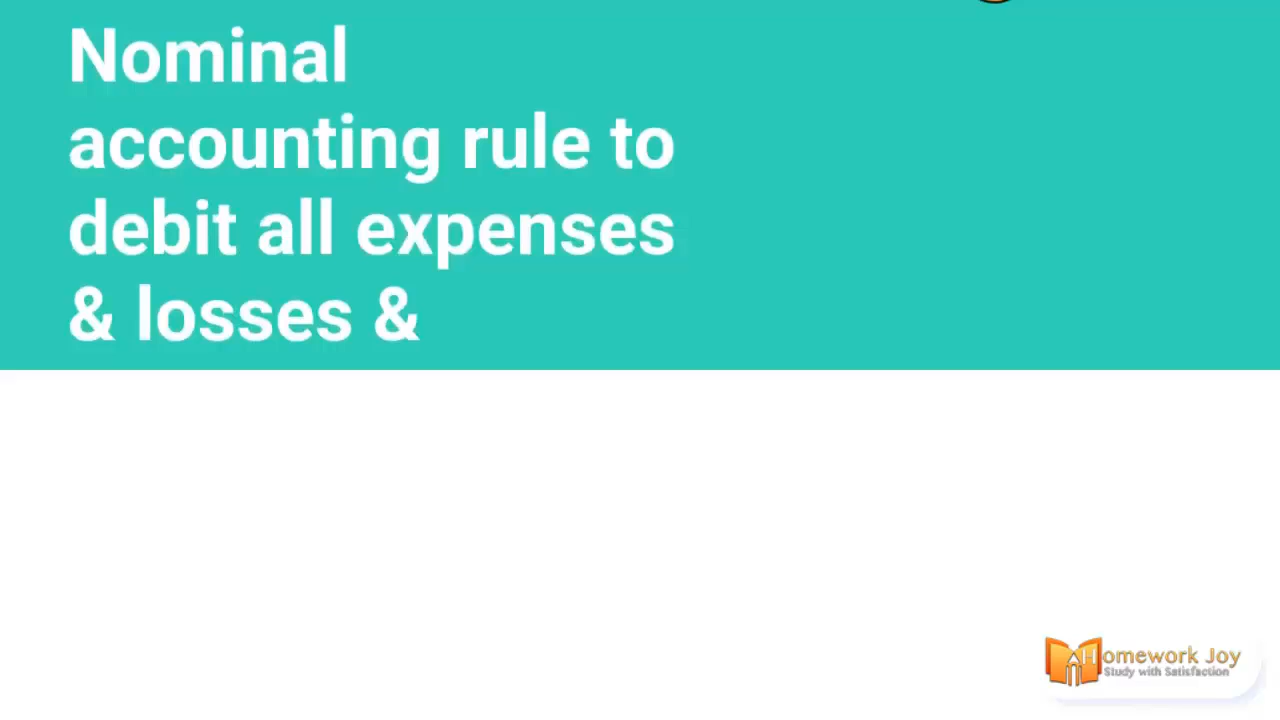 Nominal
accounting rule to
debit all expenses
& losses &
Homework Joy
Study with Satisfaction